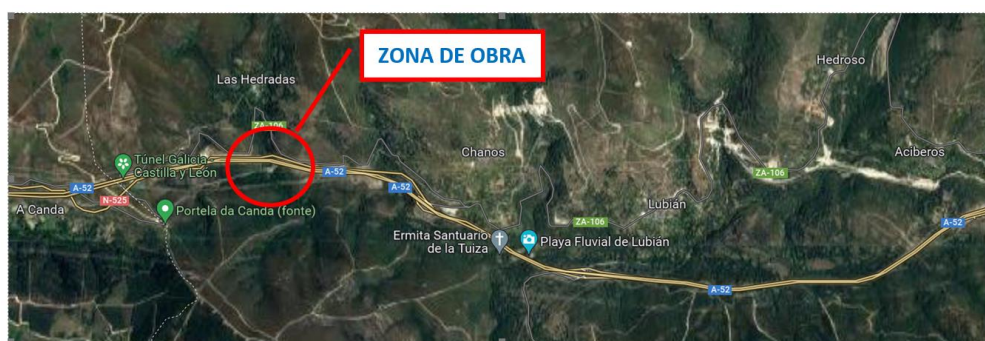 ZONA DE OBRA
Hedroso
Las Hedradas
ZA-106
Chanos
Aciberos
Túnel Galicia
Castilla y León
A-52
ZA-106
A-52
A-52
N-525
A Canda
Portela da Canda (fonte)
Lubián
ZA-106
A-52
Ermita Santuario
de la Tuiza
Playa Fluvial de Lubián
A-52